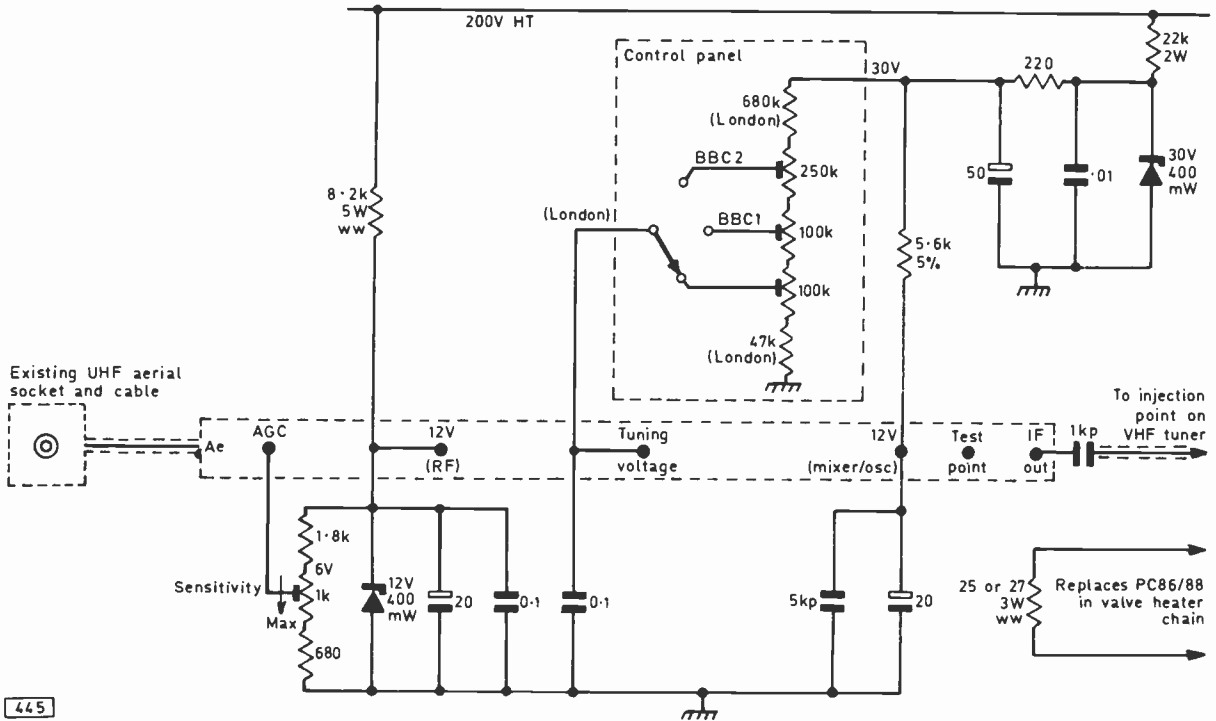 200V HT
22k
2W
Control panel
30V
220
680k
(London)
BBC2
250k
50
·01
30V
400
mW
8·2k
5W
ww
(London)
BBC1
100k
5·6k
5%
100k
47k
(London)
Existing UHF aerial
socket and cable
To injection
point on
VHF tuner
Ae
AGC
12V
(RF)
Tuning
voltage
12V
(mixer/osc)
Test
point
IF
out
1kp
1·8k
6V
Sensitivity
1k
Max
680
12V
400
mW
20
0·1
0·1
5kp
20
25 or 27
3W
ww
Replaces PC86/88
in valve heater
chain
445